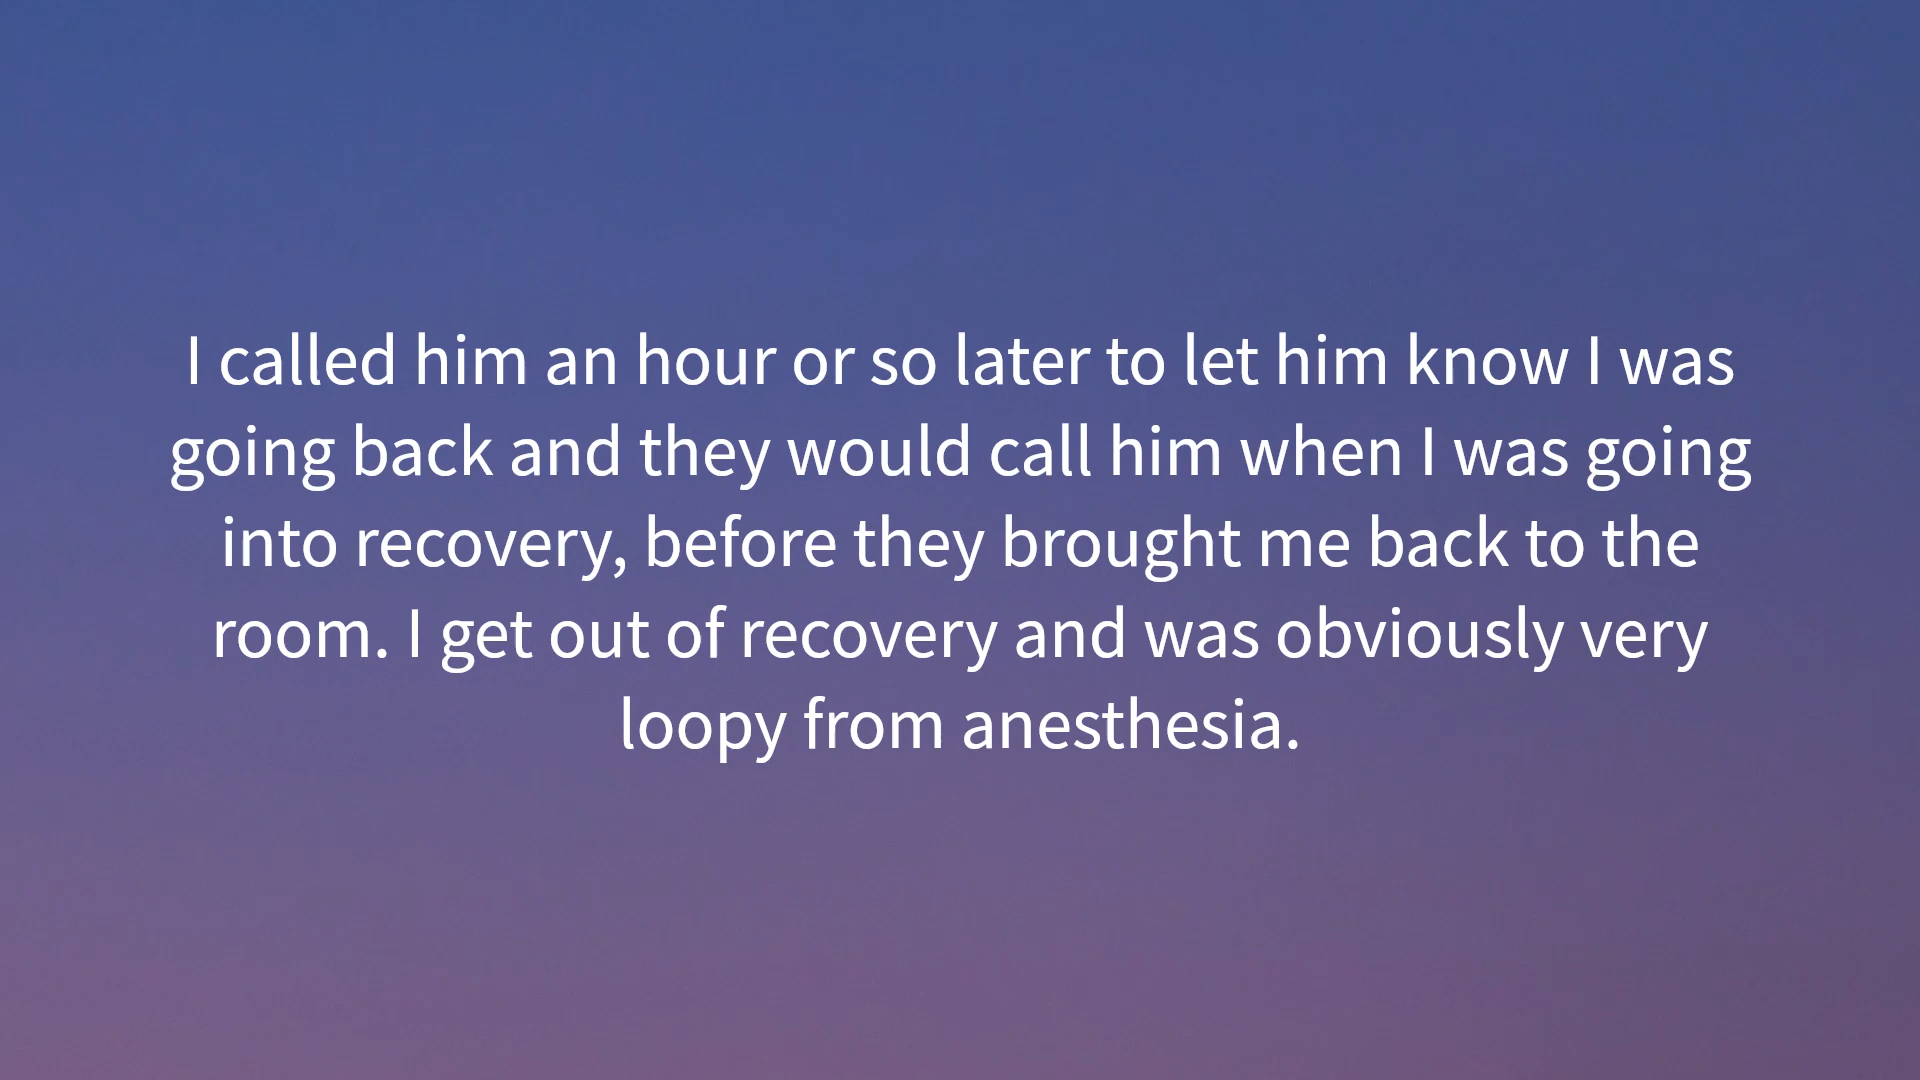 I called him an hour or so later to let him know I was
going back and they would call him when I was going
into recovery, before they brought me back to the
room. I get out of recovery and was obviously very
loopy from anesthesia.